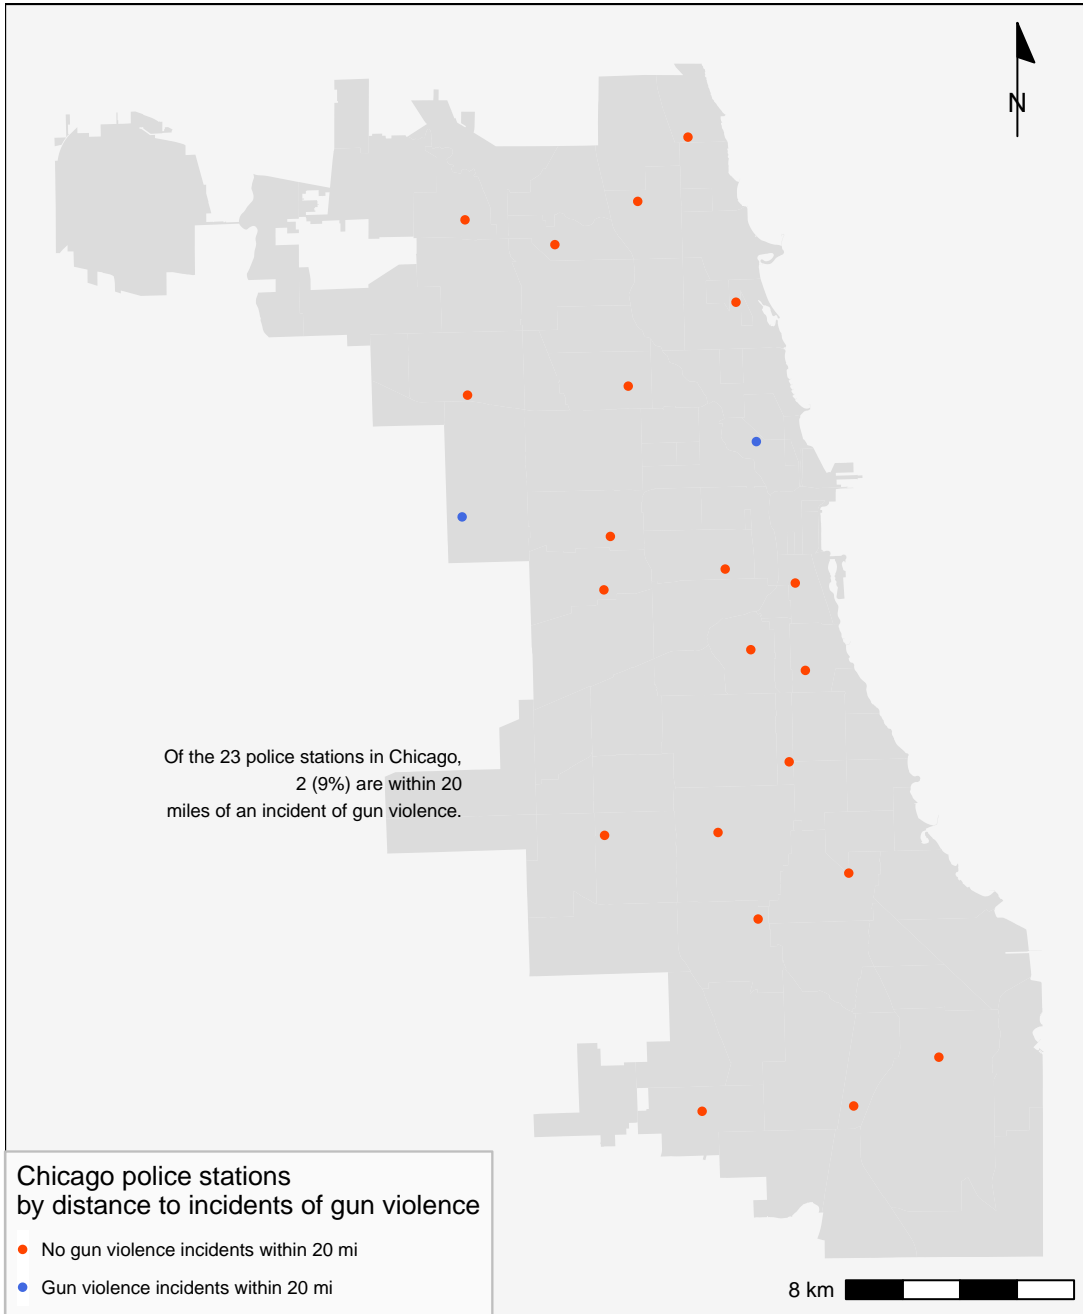 N
Of the 23 police stations in Chicago,
2 (9%) are within 20
miles of an incident of gun violence.
Chicago police stations
by distance to incidents of gun violence
No gun violence incidents within 20 mi
Gun violence incidents within 20 mi
8 km